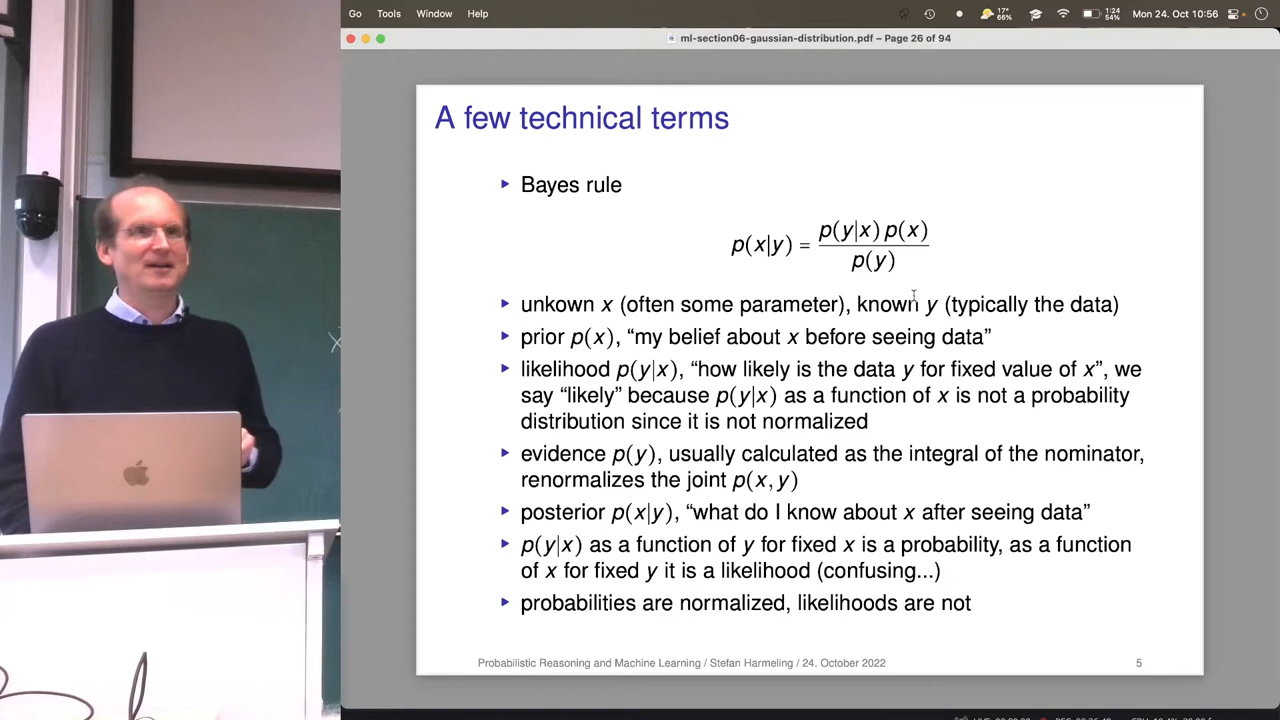 Go Tools Window Help 17° 66% 1:24 54% Mon 24. Oct 10:56
ml-section06-gaussian-distribution.pdf – Page 26 of 94
A few technical terms
Bayes rule
p(x|y) = p(y|x) p(x) / p(y)
unkown x (often some parameter), known y (typically the data)
prior p(x), “my belief about x before seeing data”
likelihood p(y|x), “how likely is the data y for fixed value of x”, we
say “likely” because p(y|x) as a function of x is not a probability
distribution since it is not normalized
evidence p(y), usually calculated as the integral of the nominator,
renormalizes the joint p(x, y)
posterior p(x|y), “what do I know about x after seeing data”
p(y|x) as a function of y for fixed x is a probability, as a function
of x for fixed y it is a likelihood (confusing...)
probabilities are normalized, likelihoods are not
Probabilistic Reasoning and Machine Learning / Stefan Harmeling / 24. October 2022 5